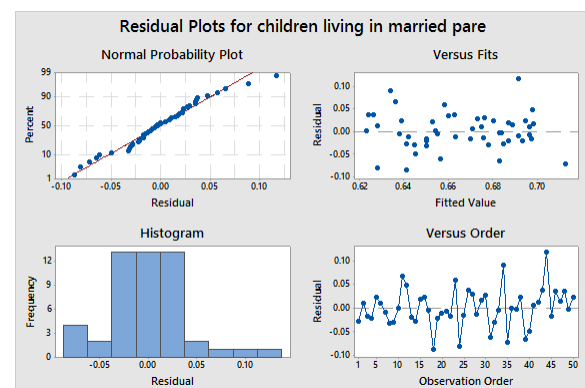 Residual Plots for children living in married pare
Normal Probability Plot
99
90
50
10
1
Percent
-0.10 -0.05 0.00 0.05 0.10
Residual
Versus Fits
0.10
0.05
0.00
-0.05
-0.10
Residual
0.62 0.64 0.66 0.68 0.70
Fitted Value
Histogram
12
9
6
3
0
Frequency
-0.05 0.00 0.05 0.10
Residual
Versus Order
0.10
0.05
0.00
-0.05
-0.10
Residual
1 5 10 15 20 25 30 35 40 45 50
Observation Order